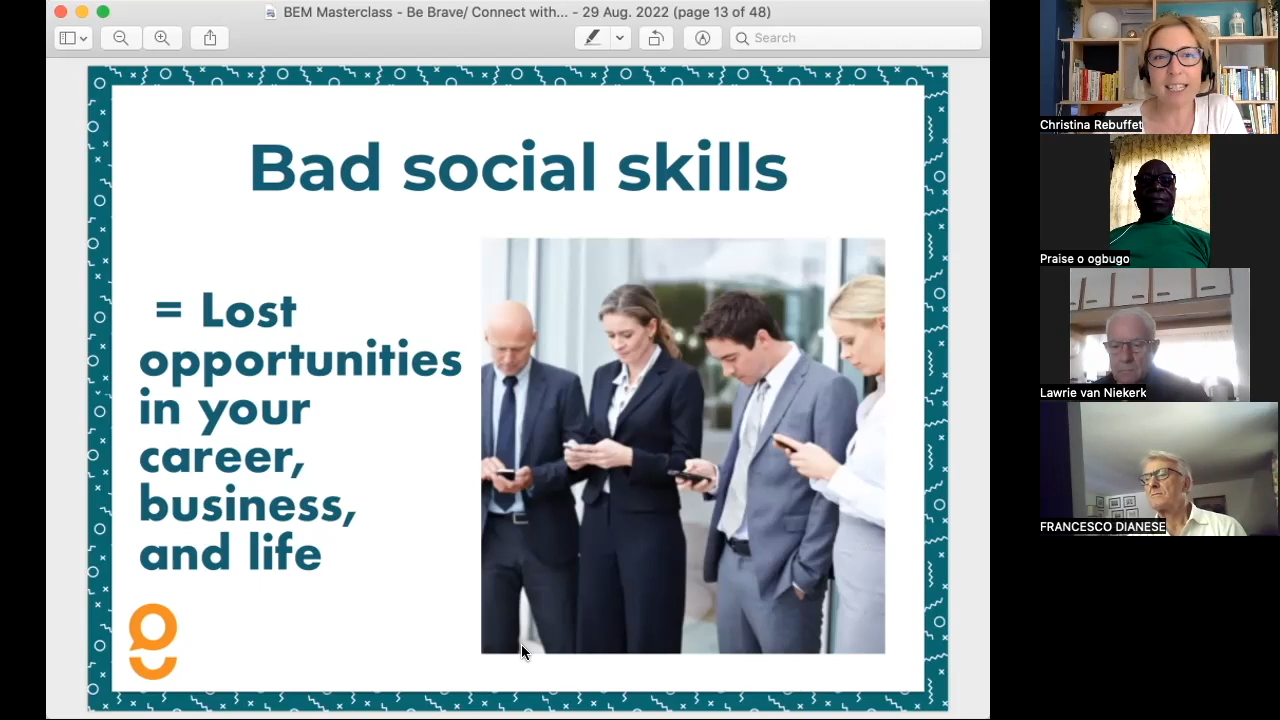 BEM Masterclass - Be Brave/ Connect with... - 29 Aug. 2022 (page 13 of 48)
Search
Bad social skills
= Lost
opportunities
in your
career,
business,
and life
Christina Rebuffet
Praise o ogbugo
Lawrie van Niekerk
FRANCESCO DIANESE